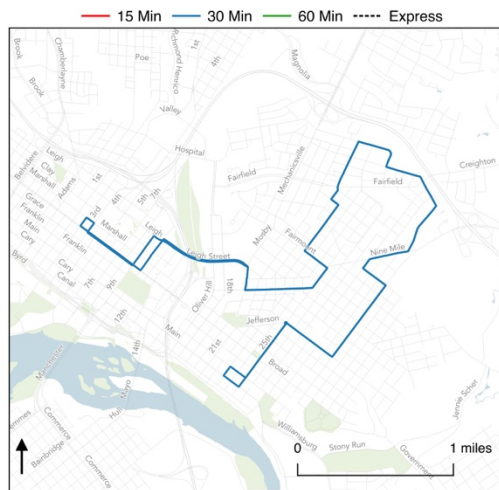 15 Min 30 Min 60 Min Express
Brook
Chamberlayne
Poe
Richmond Henrico
1st
4th
Magnolia
Brook
Valley
Leigh
Clay
Marshall
Belvidere
Adams
Hospital
1st
4th
5th
7th
Fairfield
Mechanicsville
Fairfield
Creighton
Grace
Franklin
Main
Cary
3rd
Marshall
Leigh
Leigh Street
Mosby
Fairmount
Nine Mile
Byrd
Franklin
Cary
Canal
7th
9th
Oliver Hill
18th
12th
Main
Jefferson
14th
21st
25th
Broad
Manchester
Mayo
Hull
Williamsburg
Stony Run
Government
Jennie Scher
Commerce
Bainbridge
Commerce
0 1 miles